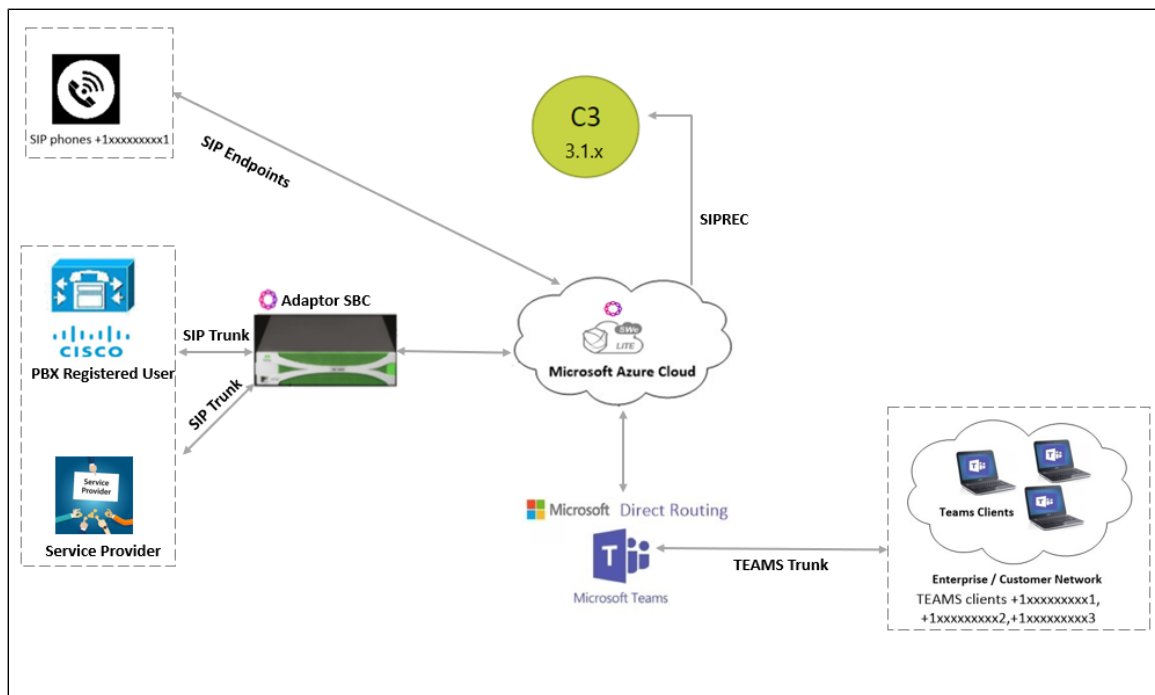 SIP phones +1xxxxxxxxx1
SIP Endpoints
C3
3.1.x
SIPREC
CISCO
PBX Registered User
SIP Trunk
Adaptor SBC
SIP Trunk
Service
Provider
Service Provider
SWe
LITE
Microsoft Azure Cloud
Microsoft Direct Routing
T
Microsoft Teams
TEAMS Trunk
T
T
T
Teams Clients
Enterprise / Customer Network
TEAMS clients +1xxxxxxxxx1,
+1xxxxxxxxx2,+1xxxxxxxxx3